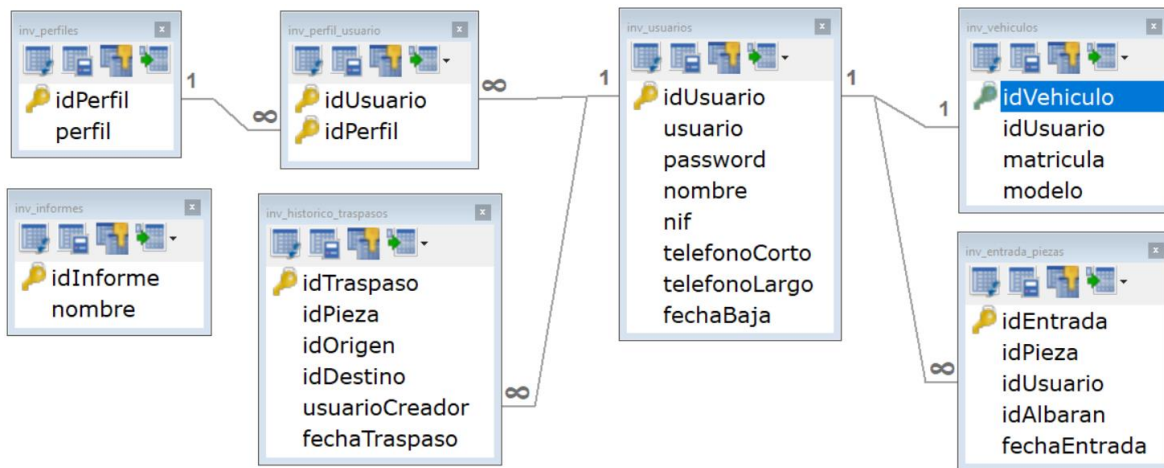 inv_perfiles
idPerfil
perfil
1
∞
inv_perfil_usuario
idUsuario
idPerfil
∞
1
inv_usuarios
idUsuario
usuario
password
nombre
nif
telefonoCorto
telefonoLargo
fechaBaja
1
1
inv_vehiculos
idVehiculo
idUsuario
matricula
modelo
inv_informes
idInforme
nombre
inv_historico_traspasos
idTraspaso
idPieza
idOrigen
idDestino
usuarioCreador
fechaTraspaso
∞
∞
inv_entrada_piezas
idEntrada
idPieza
idUsuario
idAlbaran
fechaEntrada